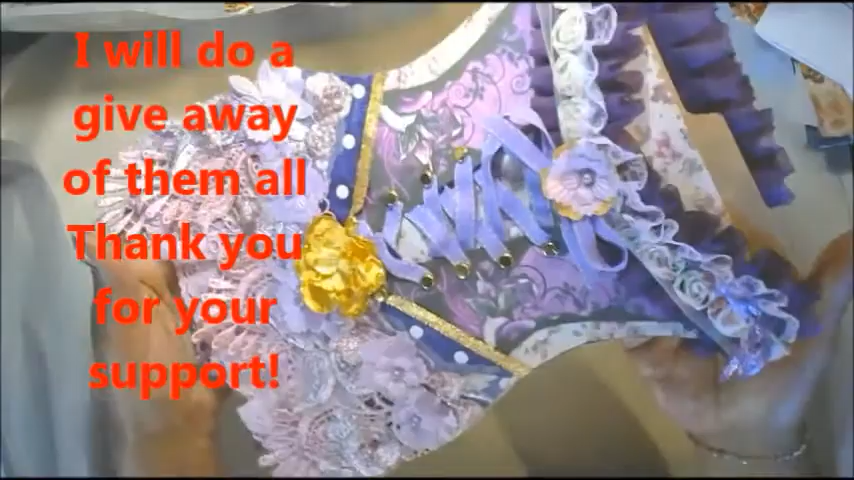 I will do a
give away
of them all
Thank you
for your
support!